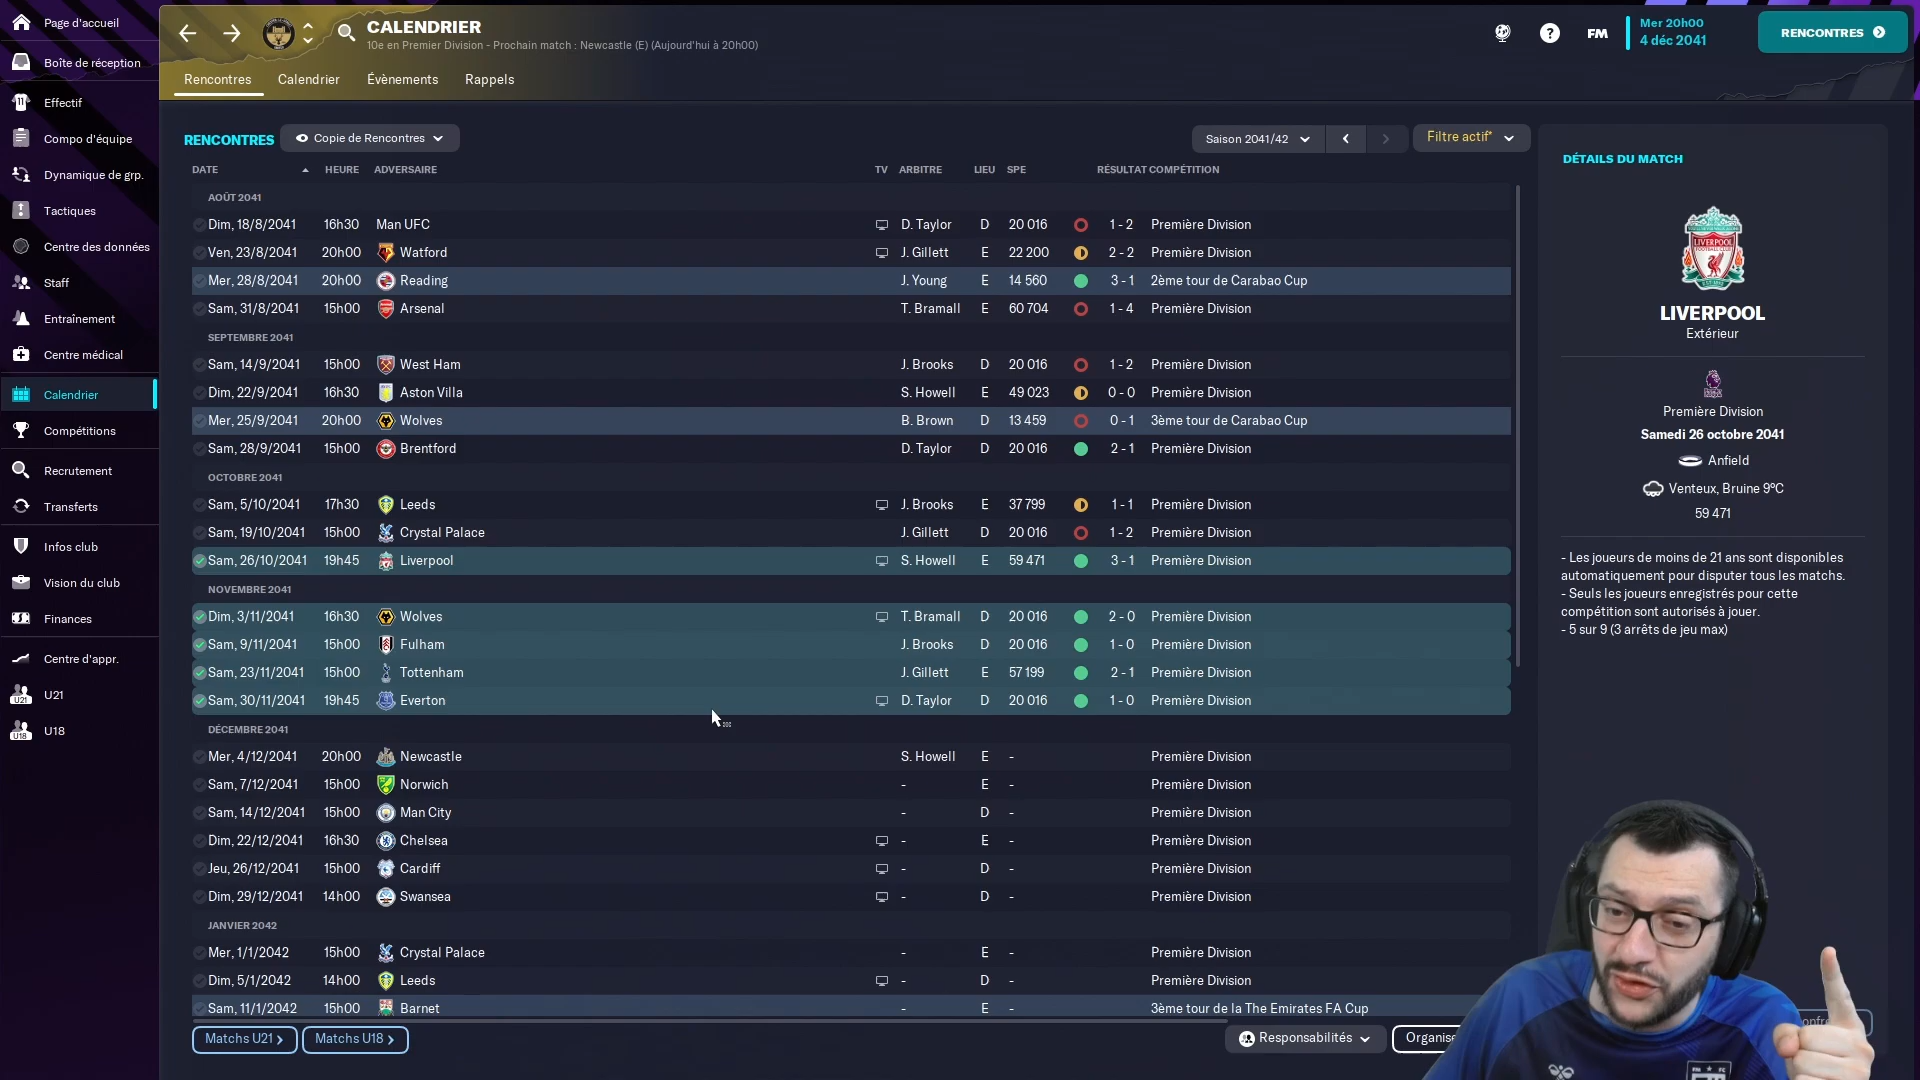 Page d'accueil
Boîte de réception
Effectif
Compo d'équipe
Dynamique de grp.
Tactiques
Centre des données
Staff
Entraînement
Centre médical
Calendrier
Compétitions
Recrutement
Transferts
Infos club
Vision du club
Finances
Centre d'appr.
U21 U21
U18 U18
CALENDRIER
10e en Premier Division - Prochain match : Newcastle (E) (Aujourd'hui à 20h00)
? FM
Mer 20h00
4 déc 2041
RENCONTRES
Rencontres Calendrier Évènements Rappels
RENCONTRES Copie de Rencontres Saison 2041/42 Filtre actif*
DATE HEURE ADVERSAIRE TV ARBITRE LIEU SPE RÉSULTAT COMPÉTITION
AOÛT 2041
Dim, 18/8/2041 16h30 Man UFC D. Taylor D 20 016 1 - 2 Première Division
Ven, 23/8/2041 20h00 Watford J. Gillett E 22 200 2 - 2 Première Division
Mer, 28/8/2041 20h00 Reading J. Young E 14 560 3 - 1 2ème tour de Carabao Cup
Sam, 31/8/2041 15h00 Arsenal T. Bramall E 60 704 1 - 4 Première Division
SEPTEMBRE 2041
Sam, 14/9/2041 15h00 West Ham J. Brooks D 20 016 1 - 2 Première Division
Dim, 22/9/2041 16h30 Aston Villa S. Howell E 49 023 0 - 0 Première Division
Mer, 25/9/2041 20h00 Wolves B. Brown D 13 459 0 - 1 3ème tour de Carabao Cup
Sam, 28/9/2041 15h00 Brentford D. Taylor D 20 016 2 - 1 Première Division
OCTOBRE 2041
Sam, 5/10/2041 17h30 Leeds J. Brooks E 37 799 1 - 1 Première Division
Sam, 19/10/2041 15h00 Crystal Palace J. Gillett D 20 016 1 - 2 Première Division
Sam, 26/10/2041 19h45 Liverpool S. Howell E 59 471 3 - 1 Première Division
NOVEMBRE 2041
Dim, 3/11/2041 16h30 Wolves T. Bramall D 20 016 2 - 0 Première Division
Sam, 9/11/2041 15h00 Fulham J. Brooks D 20 016 1 - 0 Première Division
Sam, 23/11/2041 15h00 Tottenham J. Gillett E 57 199 2 - 1 Première Division
Sam, 30/11/2041 19h45 Everton D. Taylor D 20 016 1 - 0 Première Division
DÉCEMBRE 2041
Mer, 4/12/2041 20h00 Newcastle S. Howell E - Première Division
Sam, 7/12/2041 15h00 Norwich - E - Première Division
Sam, 14/12/2041 15h00 Man City - D - Première Division
Dim, 22/12/2041 16h30 Chelsea - E - Première Division
Jeu, 26/12/2041 15h00 Cardiff - D - Première Division
Dim, 29/12/2041 14h00 Swansea - D - Première Division
JANVIER 2042
Mer, 1/1/2042 15h00 Crystal Palace - E - Première Division
Dim, 5/1/2042 14h00 Leeds - D - Première Division
Sam, 11/1/2042 15h00 Barnet - E - 3ème tour de la The Emirates FA Cup
Matchs U21 Matchs U18 Responsabilités Organise
DÉTAILS DU MATCH
LIVERPOOL
LIVERPOOL
Extérieur
Première Division
Samedi 26 octobre 2041
Anfield
Venteux, Bruine 9°C
59 471
- Les joueurs de moins de 21 ans sont disponibles
automatiquement pour disputer tous les matchs.
- Seuls les joueurs enregistrés pour cette
compétition sont autorisés à jouer.
- 5 sur 9 (3 arrêts de jeu max)